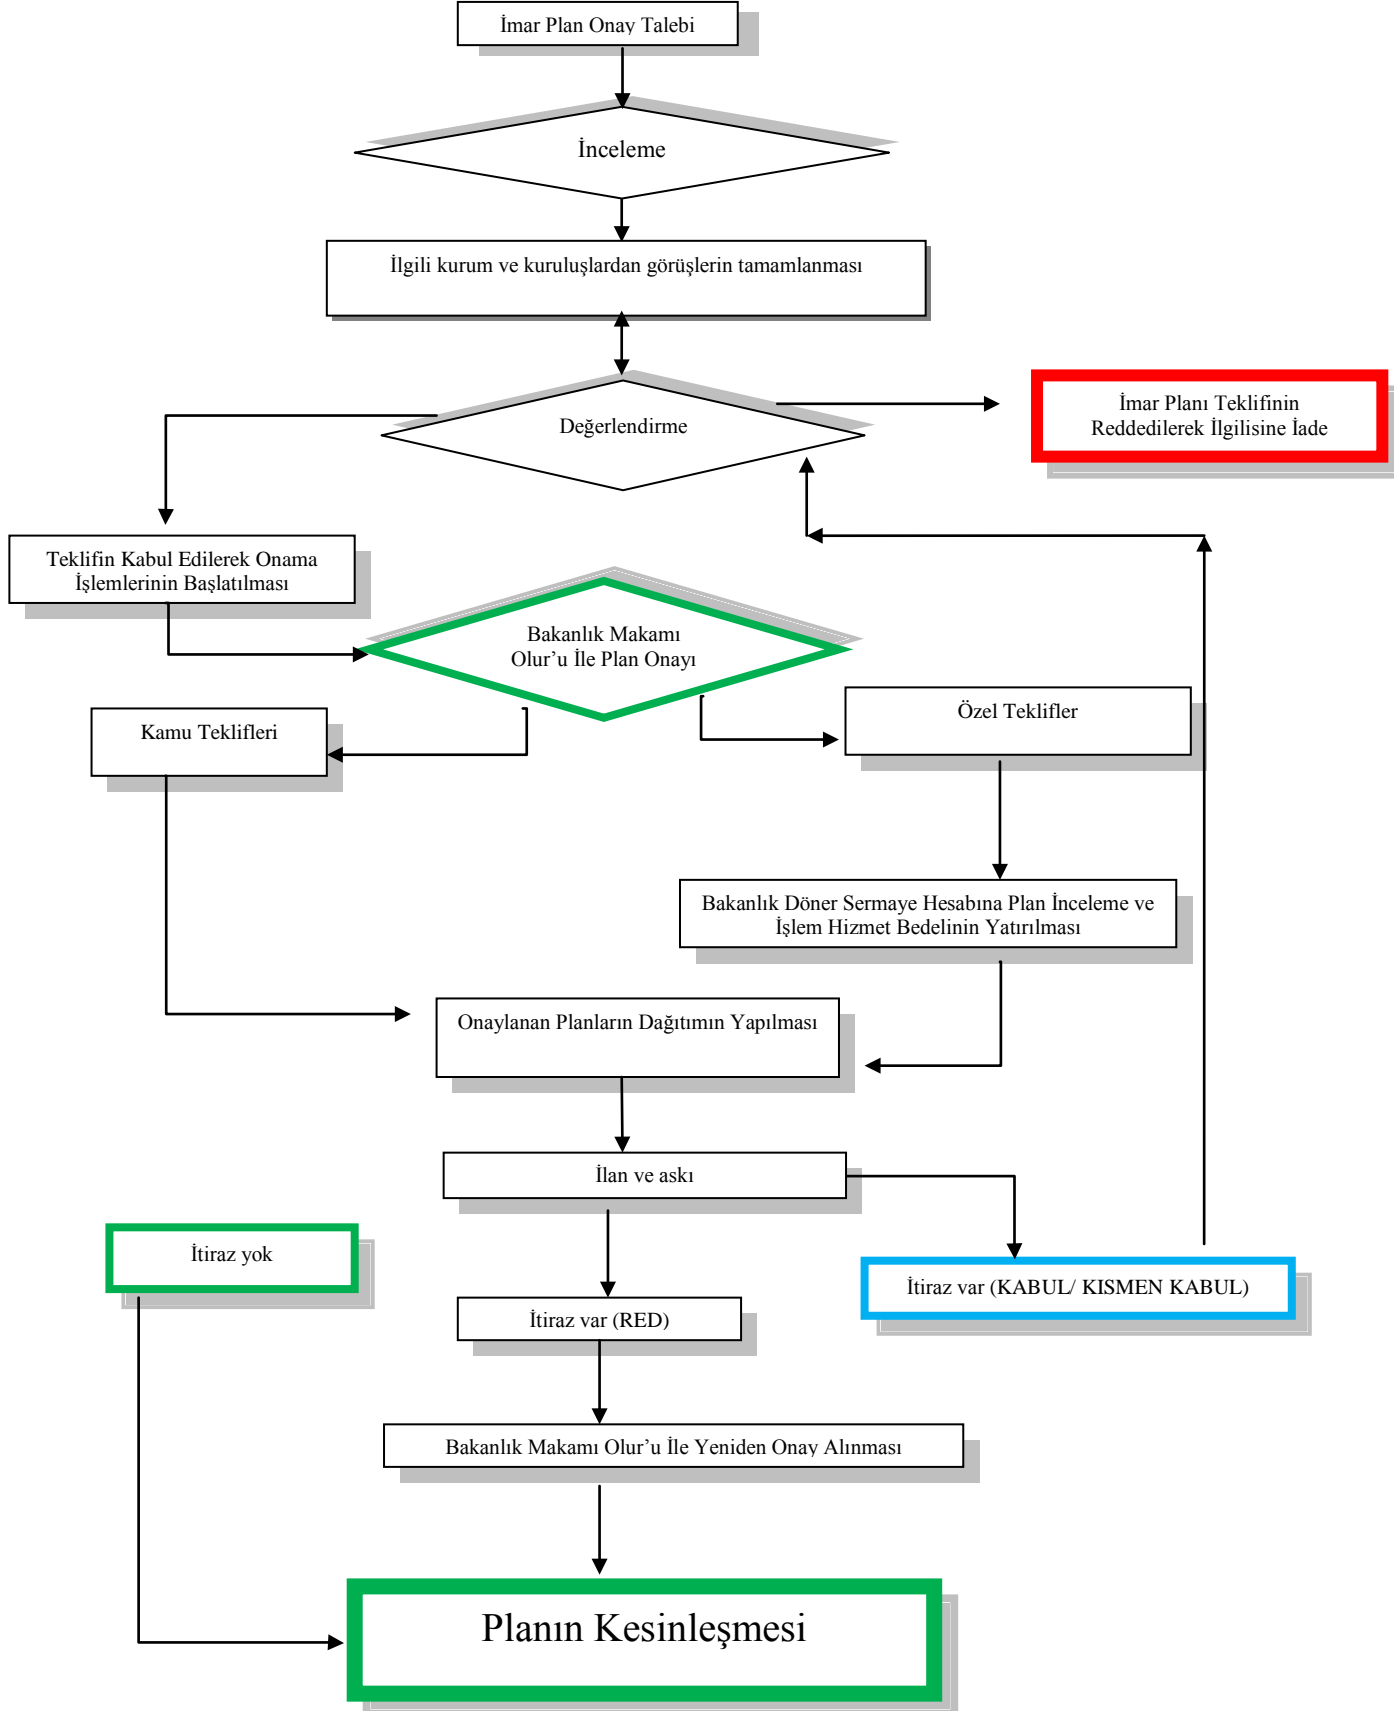 İmar Plan Onay Talebi
İnceleme
İlgili kurum ve kuruluşlardan görüşlerin tamamlanması
Değerlendirme
İmar Planı Teklifinin
Reddedilerek İlgilisine İade
Teklifin Kabul Edilerek Onama
İşlemlerinin Başlatılması
Bakanlık Makamı
Olur’u İle Plan Onayı
Kamu Teklifleri
Özel Teklifler
Bakanlık Döner Sermaye Hesabına Plan İnceleme ve
İşlem Hizmet Bedelinin Yatırılması
Onaylanan Planların Dağıtımın Yapılması
İlan ve askı
İtiraz yok
İtiraz var (KABUL/ KISMEN KABUL)
İtiraz var (RED)
Bakanlık Makamı Olur’u İle Yeniden Onay Alınması
Planın Kesinleşmesi